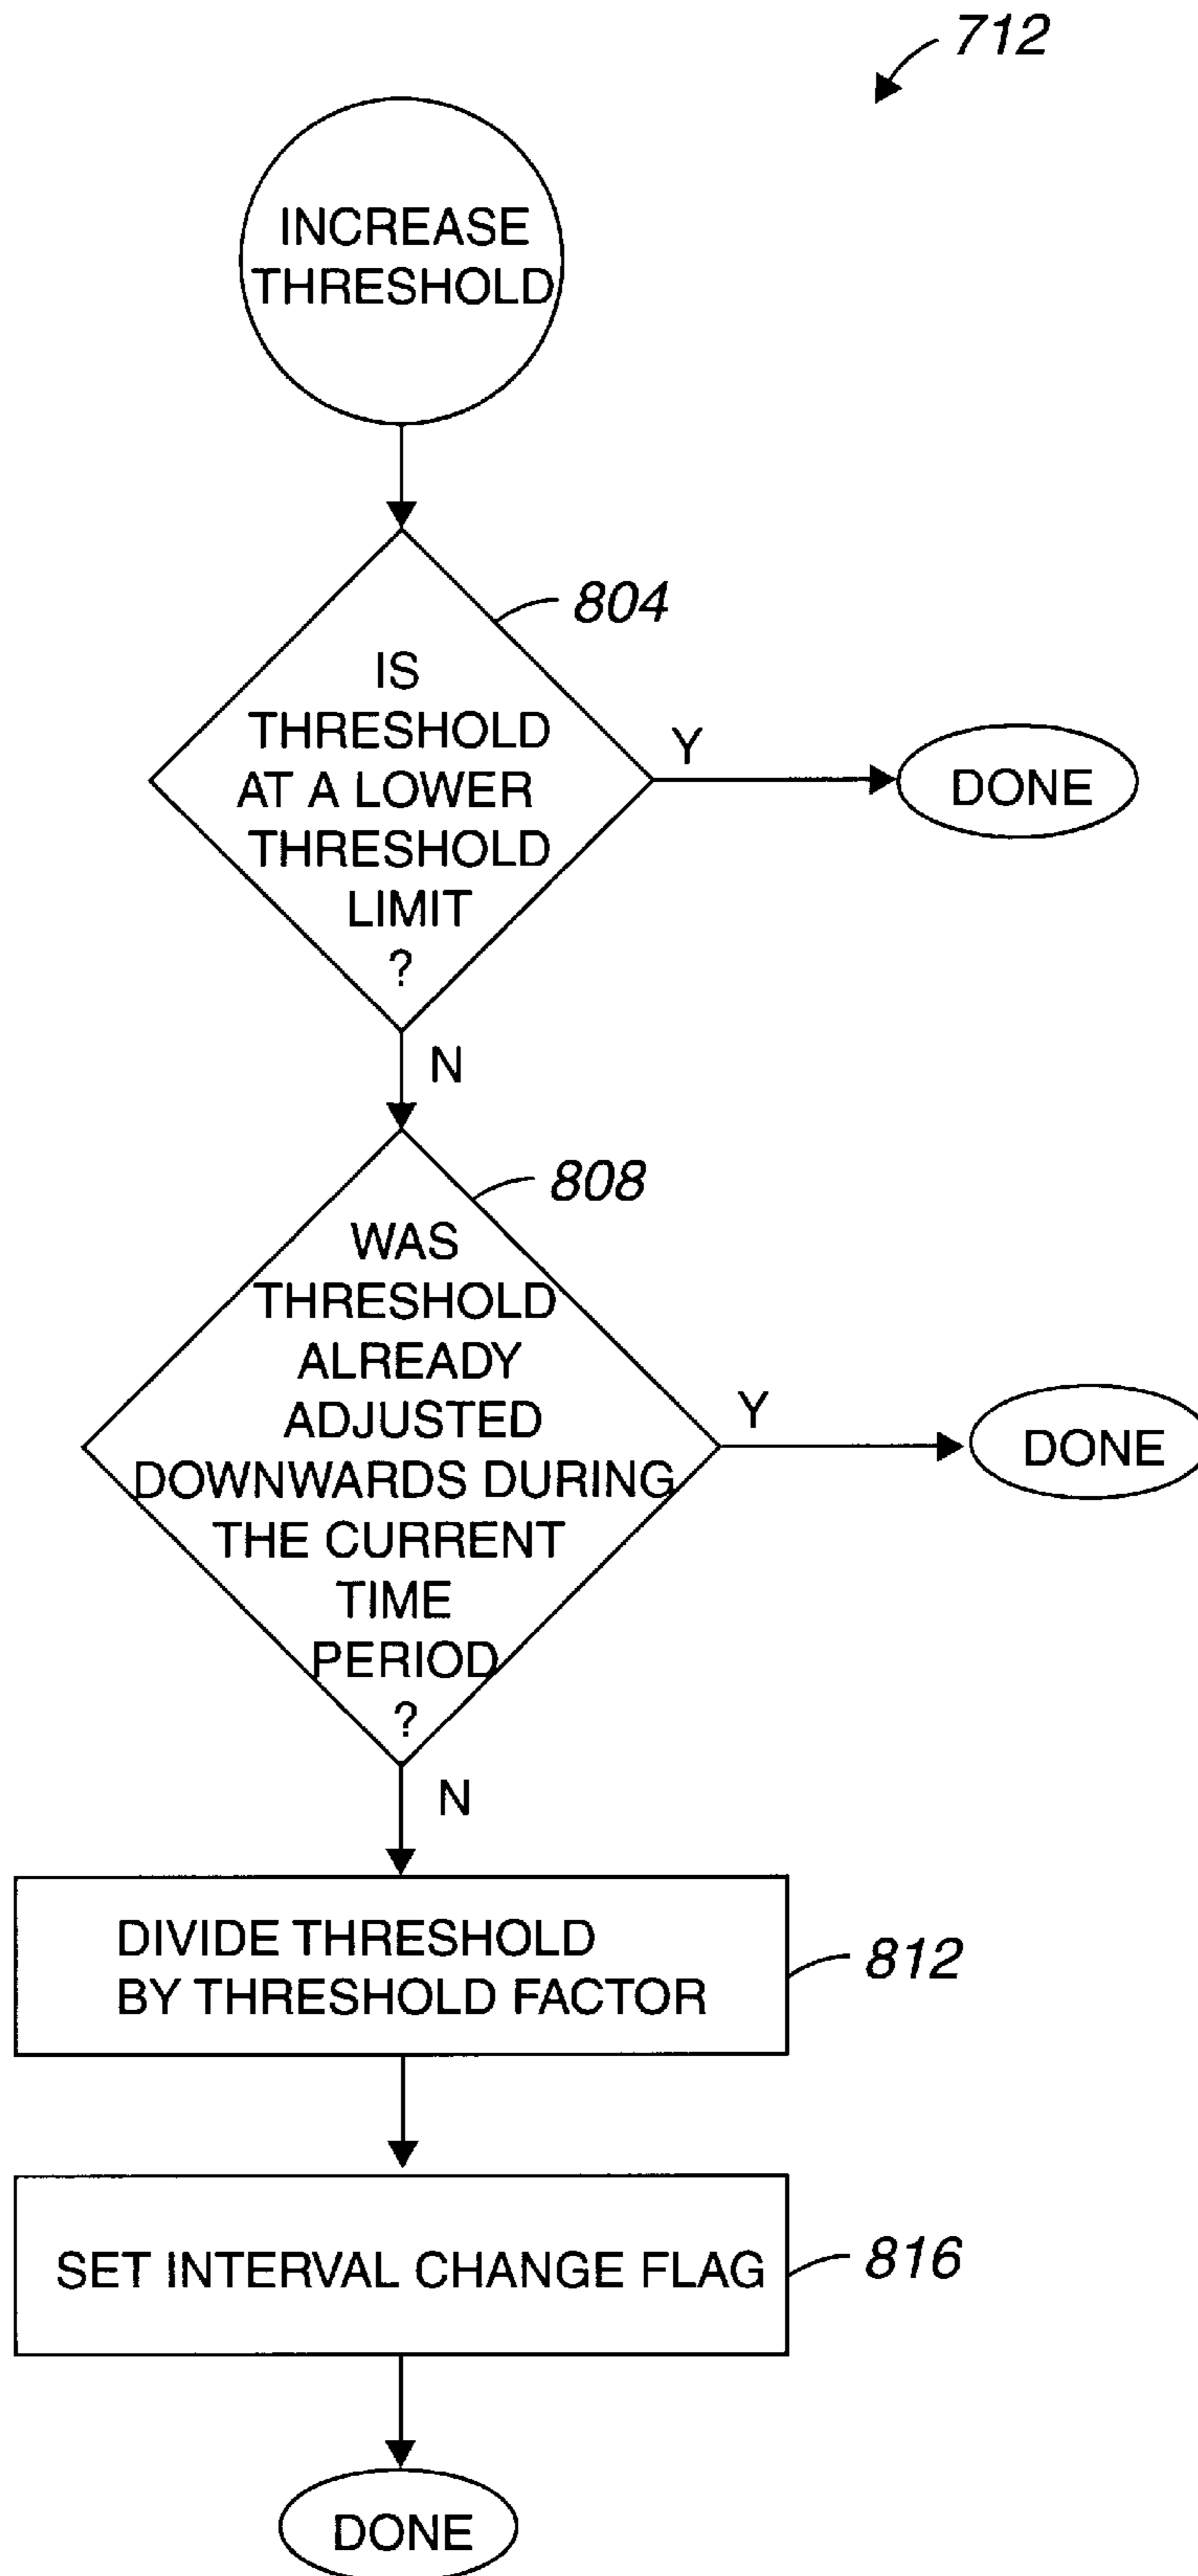 712
INCREASE
THRESHOLD
804
IS
THRESHOLD
AT A LOWER
THRESHOLD
LIMIT
?
Y
DONE
N
808
WAS
THRESHOLD
ALREADY
ADJUSTED
DOWNWARDS DURING
THE CURRENT
TIME
PERIOD
?
Y
DONE
N
DIVIDE THRESHOLD
BY THRESHOLD FACTOR
812
SET INTERVAL CHANGE FLAG
816
DONE